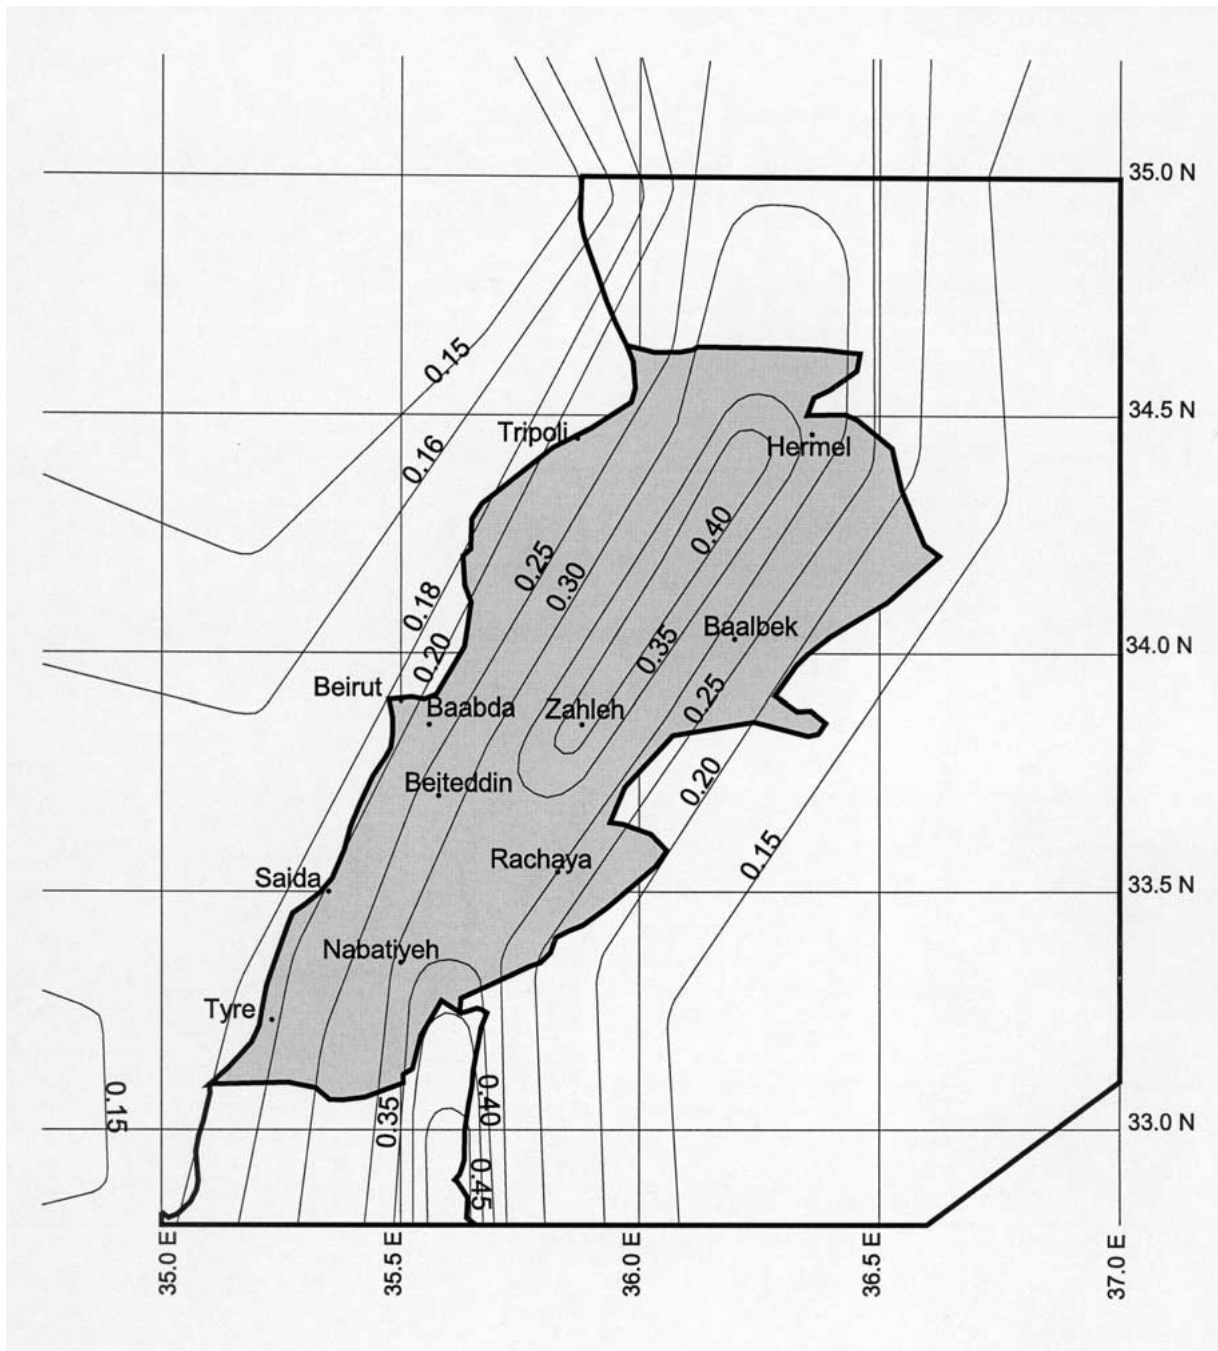 35.0 N
0.15
34.5 N
Tripoli
Hermel
0.16
0.40
0.25
0.30
0.18
Baalbek
0.35
34.0 N
0.20
Beirut
0.25
Baabda
Zahleh
Beiteddin
0.20
Rachaya
0.15
Saida
33.5 N
Nabatiyeh
Tyre
0.15
0.40
0.35
33.0 N
0.45
35.0 E
35.5 E
36.0 E
36.5 E
37.0 E